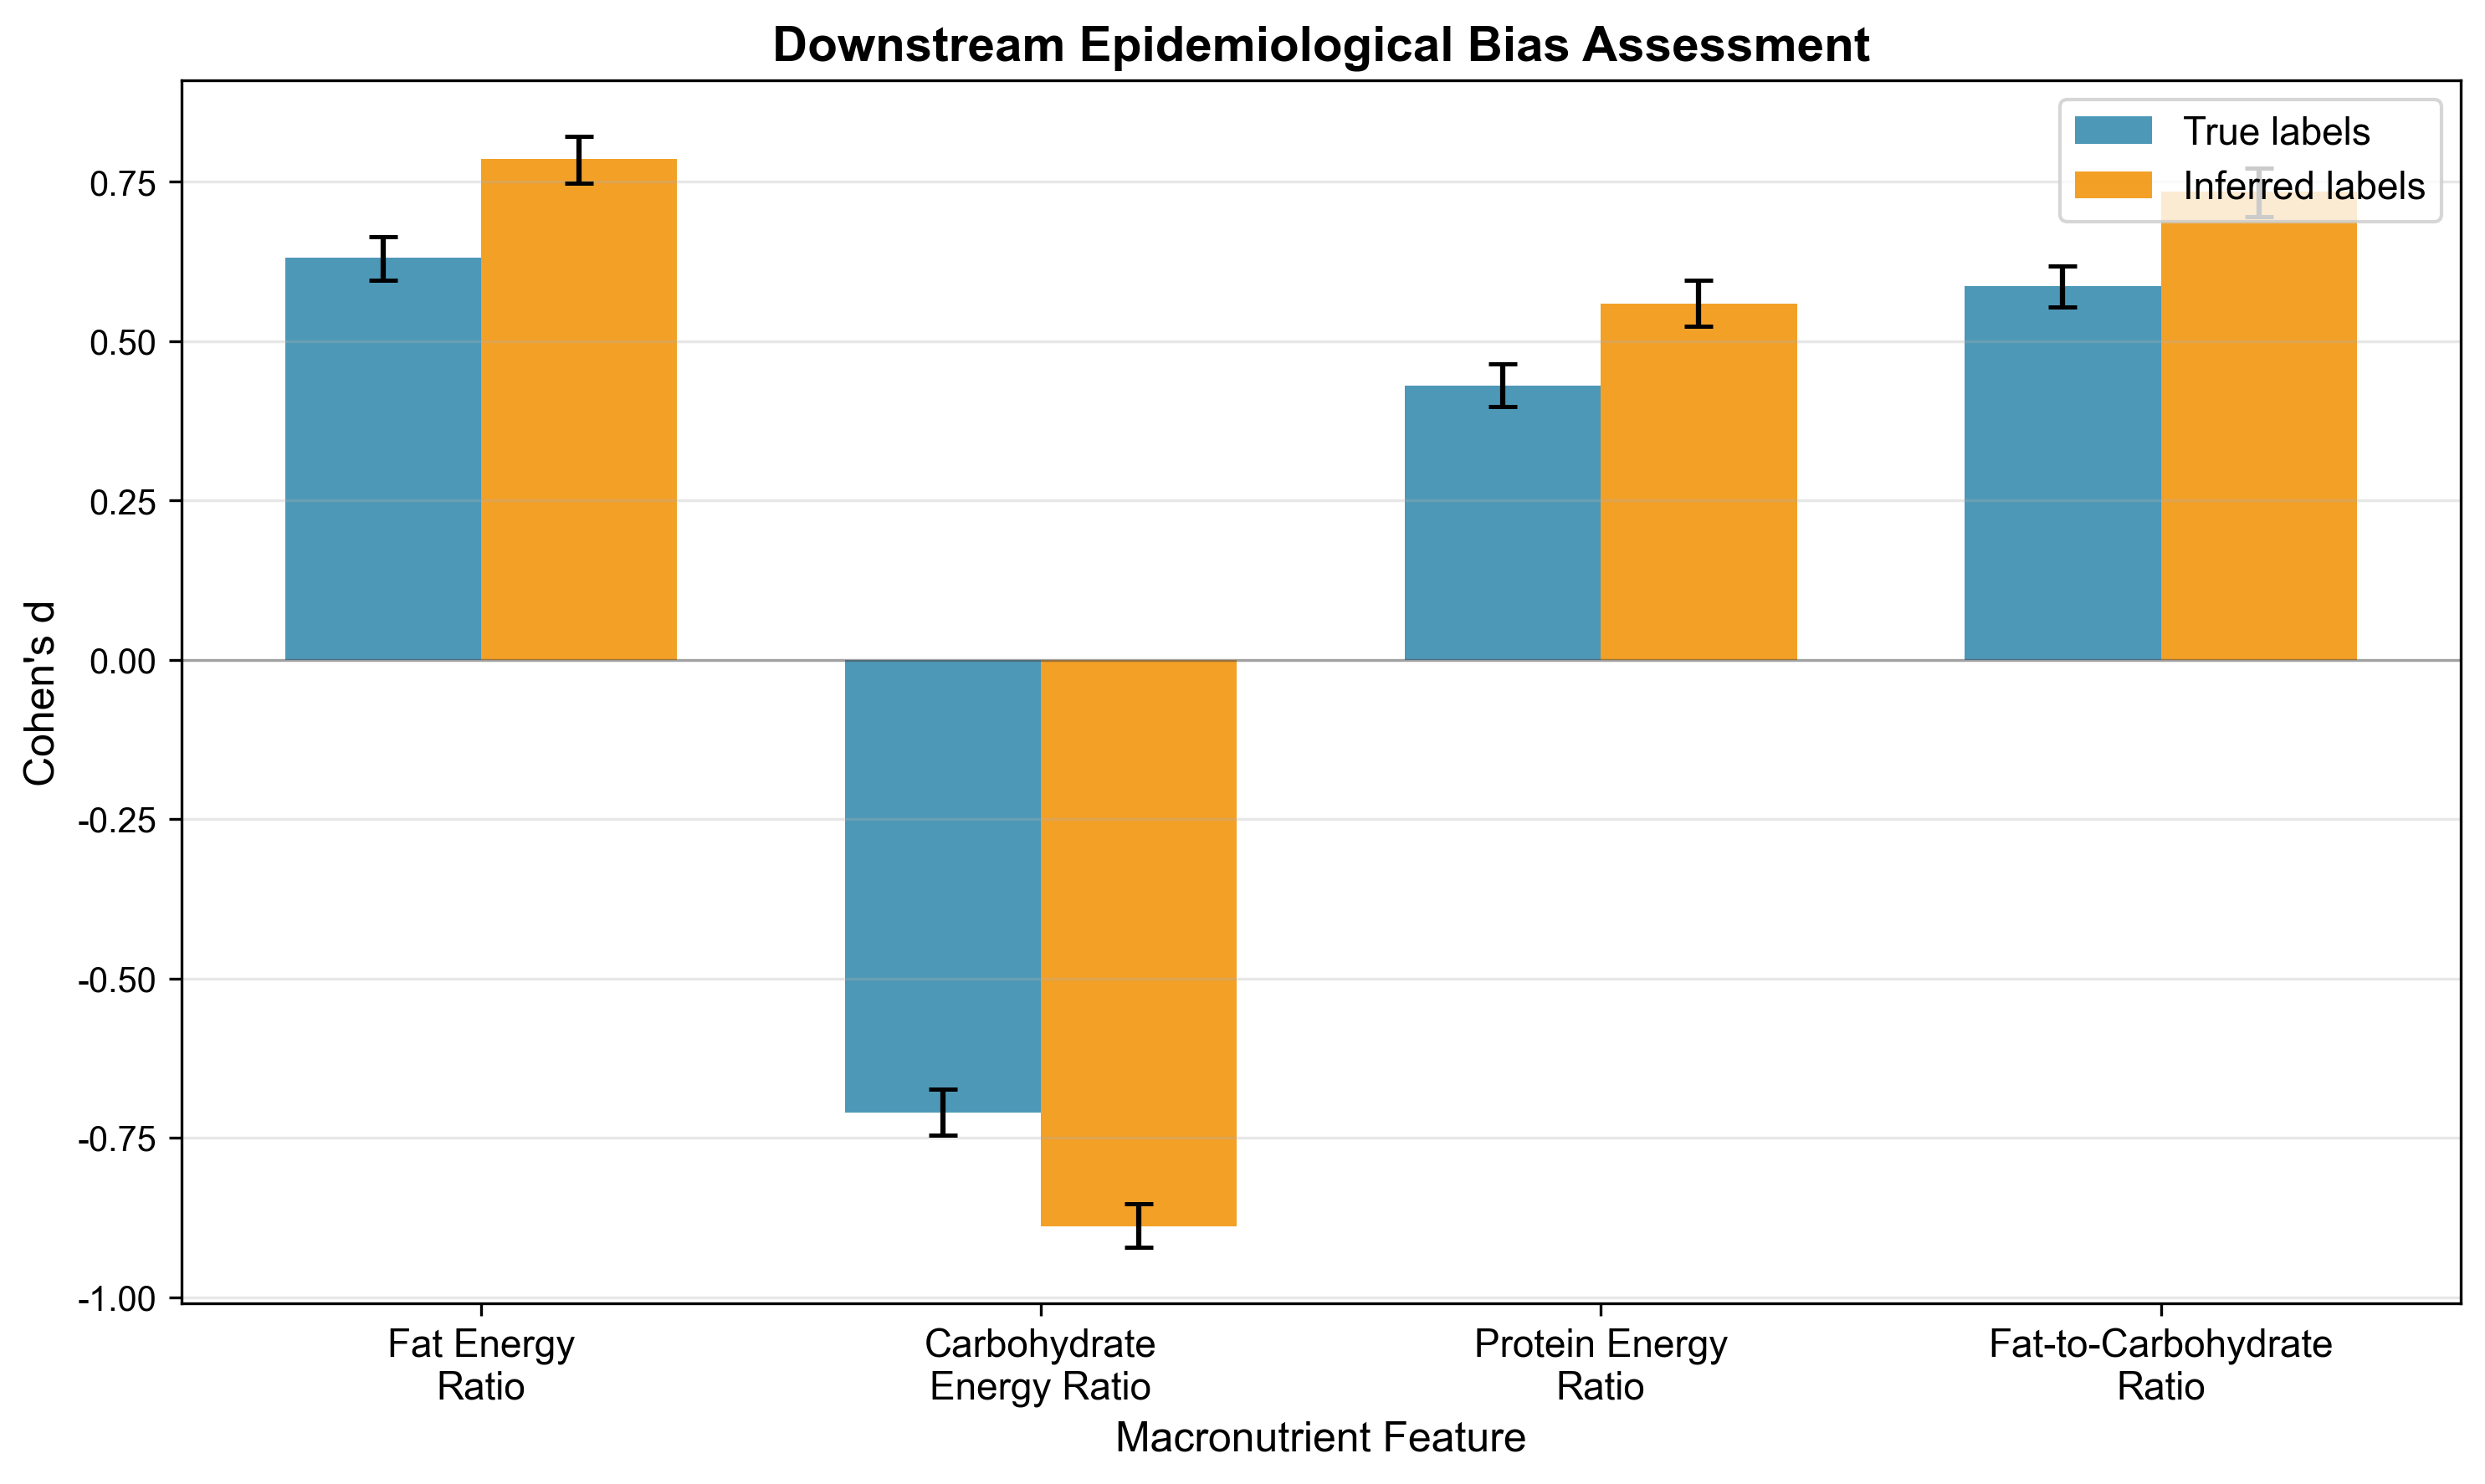 Downstream Epidemiological Bias Assessment
True labels
Inferred labels
Cohen's d
0.75
0.50
0.25
0.00
-0.25
-0.50
-0.75
-1.00
Fat Energy
Ratio
Carbohydrate
Energy Ratio
Protein Energy
Ratio
Fat-to-Carbohydrate
Ratio
Macronutrient Feature